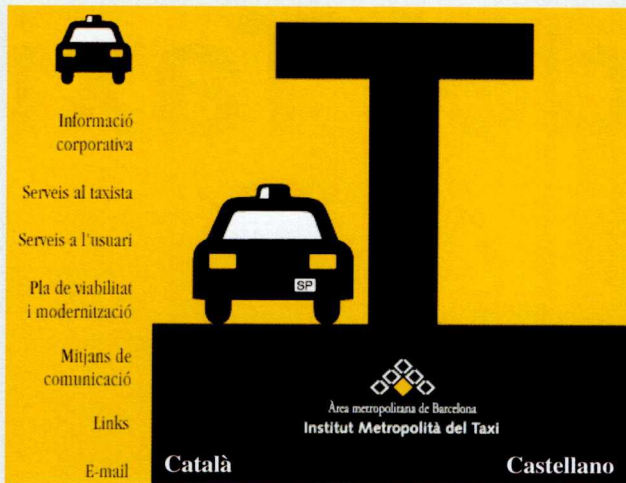 Informació
corporativa
Serveis al taxista
Serveis a l'usuari
Pla de viabilitat
i modernització
Mitjans de
comunicació
Links
E-mail
T
SP
Àrea metropolitana de Barcelona
Institut Metropolità del Taxi
Català
Castellano